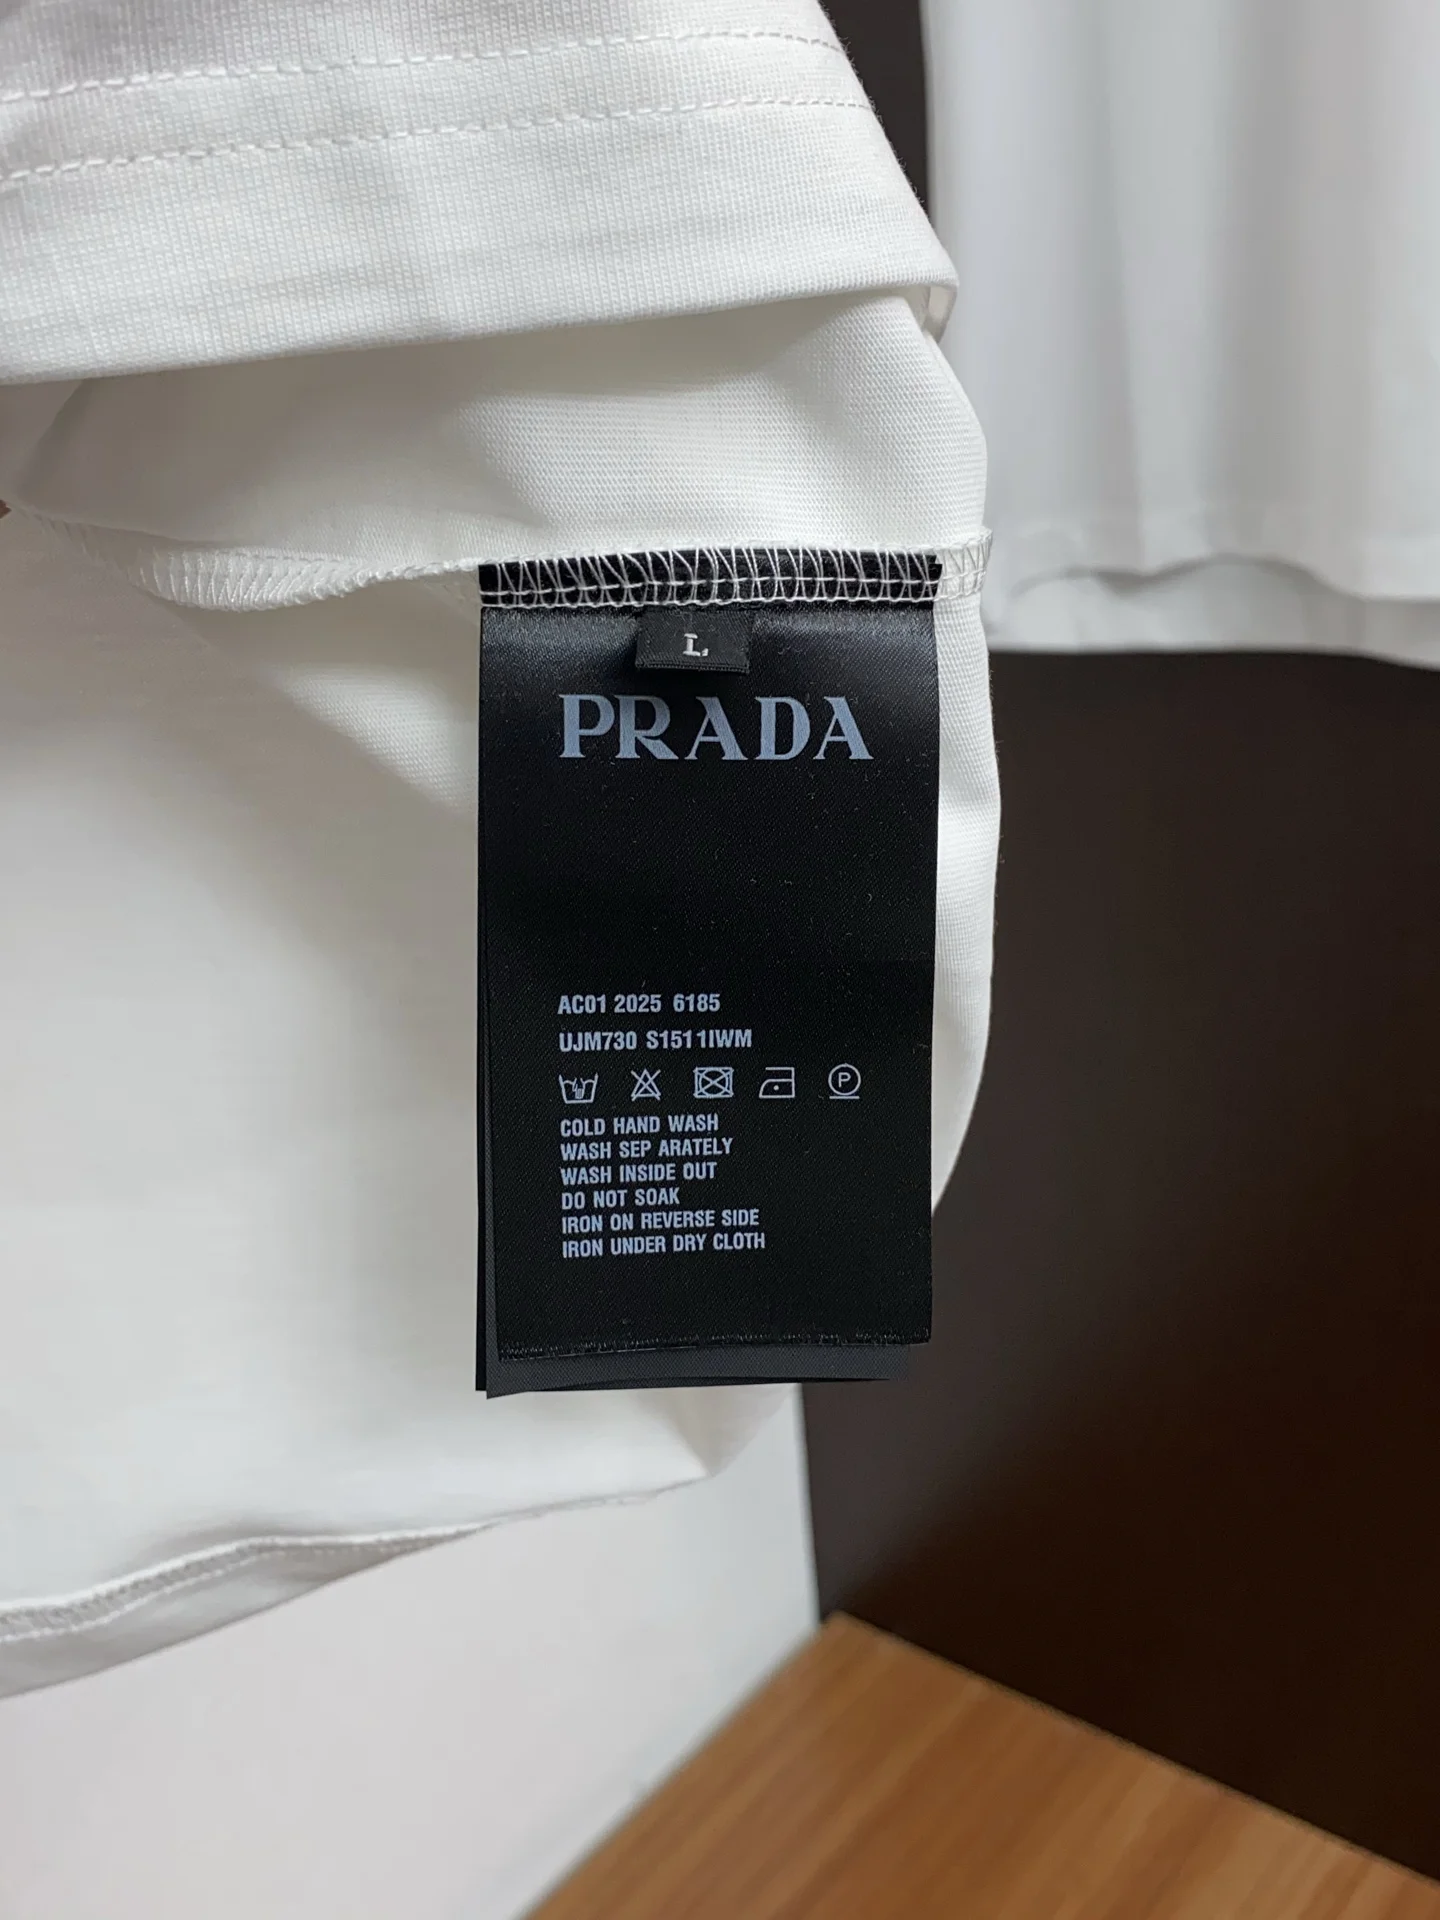 L
PRADA
AC01 2025 6185
UJM730 S1511IWM
P
COLD HAND WASH
WASH SEP ARATELY
WASH INSIDE OUT
DO NOT SOAK
IRON ON REVERSE SIDE
IRON UNDER DRY CLOTH